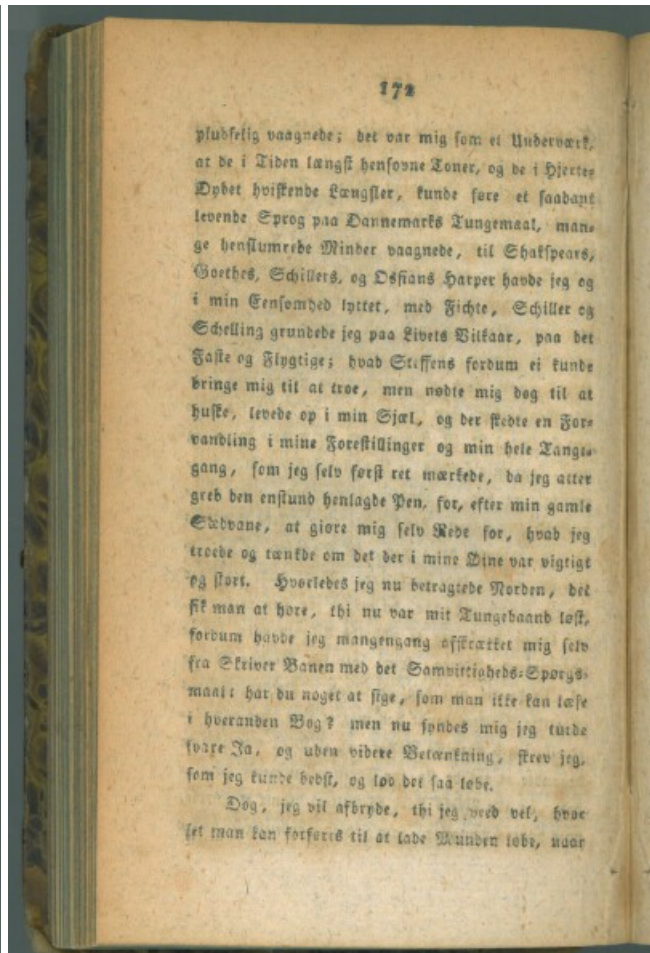 172
pludselig vaagnede; det var mig som et Underværk,
at de i Tiden længst hensovne Toner, og de i Hjerte-
Dybet hviskende Længsler, kunde føre et saadant
levende Sprog paa Dannemarks Tungemaal, man-
ge henslumrede Minder vaagnede, til Shakspears,
Goethes, Schillers, og Ossians Harper havde jeg og
i min Eensomhed lyttet, med Fichte, Schiller og
Schelling grundede jeg paa Livets Vilkaar, paa det
Faste og Flygtige; hvad Steffens fordum ei kunde
bringe mig til at troe, men nødte mig dog til at
huske, levede op i min Sjæl, og der skedte en For-
vandling i mine Forestillinger og min hele Tange-
gang, som jeg selv først ret mærkede, da jeg atter
greb den enstund henlagde Pen, for, efter min gamle
Sædvane, at giøre mig selv Rede for, hvad jeg
troede og tænkde om det der i mine Øine var vigtigt
og stort. Hvorledes jeg nu betragtede Norden, det
fik man at høre, thi nu var mit Tungebaand løst,
fordum havde jeg mangengang afskrækket mig selv
fra Skriver Banen med det Samvittigheds-Spørgs-
maal: har du noget at sige, som man ikke kan læse
i hveranden Bog? men nu syndes mig jeg turde
svare Ja, og uden videre Betænkning, skrev jeg,
som jeg kunde bedst, og lod det saa løbe.
Dog, jeg vil afbryde, thi jeg veed vel, hvor
let man kan forføres til at lade Munden løbe, naar